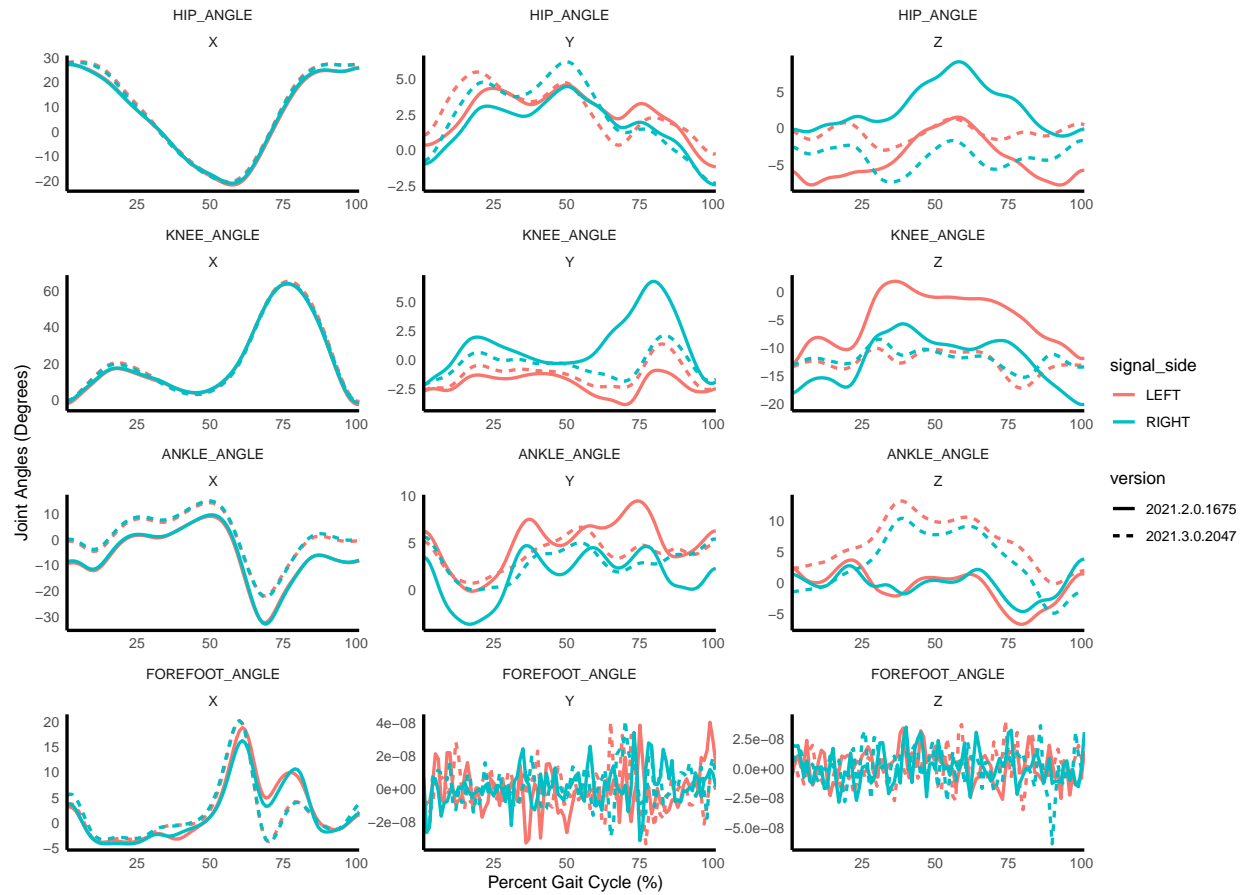 HIP_ANGLE
X
30
20
10
0
−10
−20
25
50
75
100
HIP_ANGLE
Y
5.0
2.5
0.0
−2.5
25
50
75
100
HIP_ANGLE
Z
5
0
−5
25
50
75
100
KNEE_ANGLE
X
60
40
20
0
25
50
75
100
KNEE_ANGLE
Y
5.0
2.5
0.0
−2.5
25
50
75
100
KNEE_ANGLE
Z
0
−5
−10
−15
−20
25
50
75
100
ANKLE_ANGLE
X
10
0
−10
−20
−30
25
50
75
100
ANKLE_ANGLE
Y
10
5
0
25
50
75
100
ANKLE_ANGLE
Z
10
5
0
−5
25
50
75
100
FOREFOOT_ANGLE
X
20
15
10
5
0
−5
25
50
75
100
FOREFOOT_ANGLE
Y
4e−08
2e−08
0e+00
−2e−08
25
50
75
100
FOREFOOT_ANGLE
Z
2.5e−08
0.0e+00
−2.5e−08
−5.0e−08
25
50
75
100
Joint Angles (Degrees)
Percent Gait Cycle (%)
signal_side
LEFT
RIGHT
version
2021.2.0.1675
2021.3.0.2047